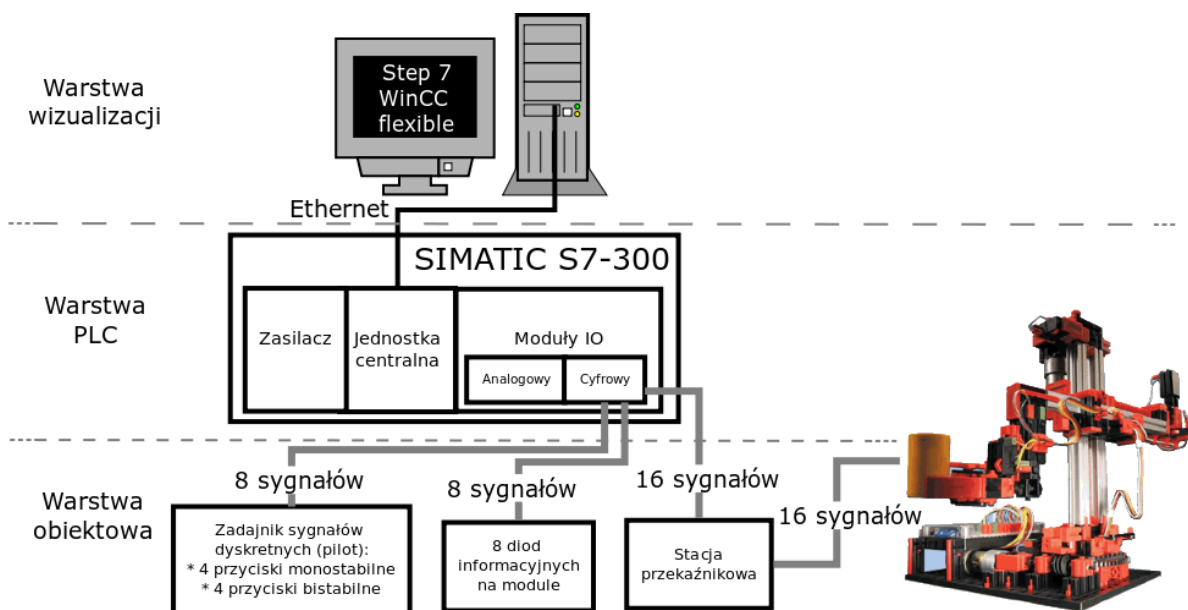 Warstwa
wizualizacji
Step 7
WinCC
flexible
Ethernet
Warstwa
PLC
SIMATIC S7-300
Zasilacz
Jednostka
centralna
Moduły IO
Analogowy
Cyfrowy
Warstwa
obiektowa
8 sygnałów
8 sygnałów
16 sygnałów
16 sygnałów
Zadajnik sygnałów
dyskretnych (pilot):
* 4 przyciski monostabilne
* 4 przyciski bistabilne
8 diod
informacyjnych
na module
Stacja
przekaźnikowa